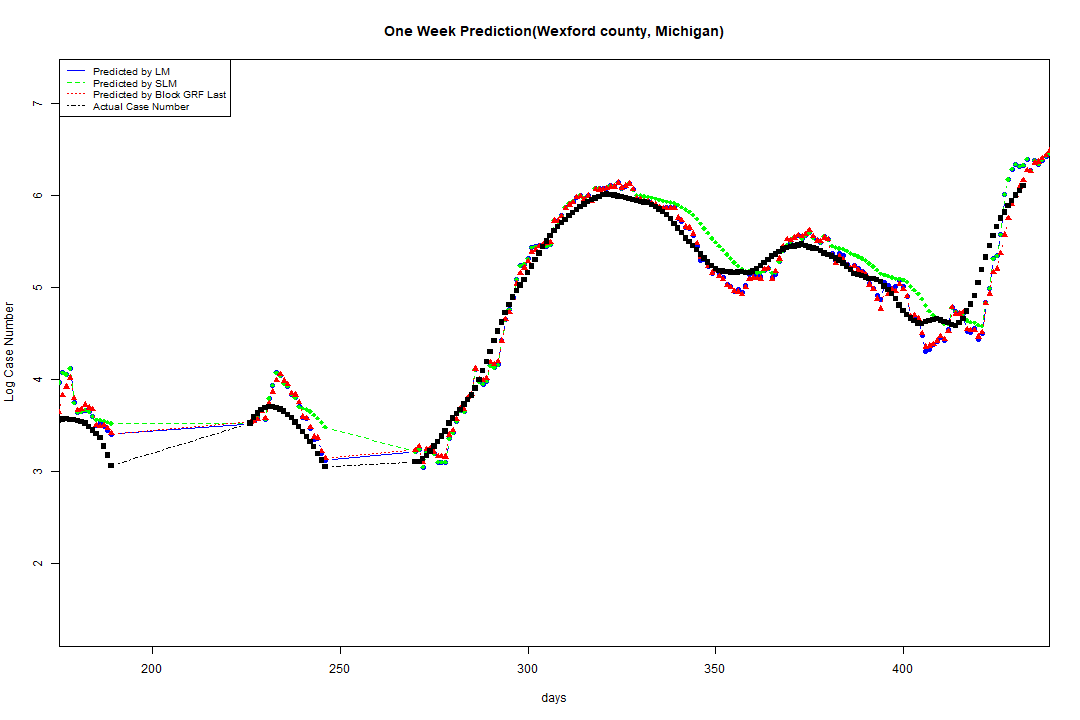 One Week Prediction(Wexford county, Michigan)
Predicted by LM
Predicted by SLM
Predicted by Block GRF Last
Actual Case Number
Log Case Number
7
6
5
4
3
2
200 250 300 350 400
days